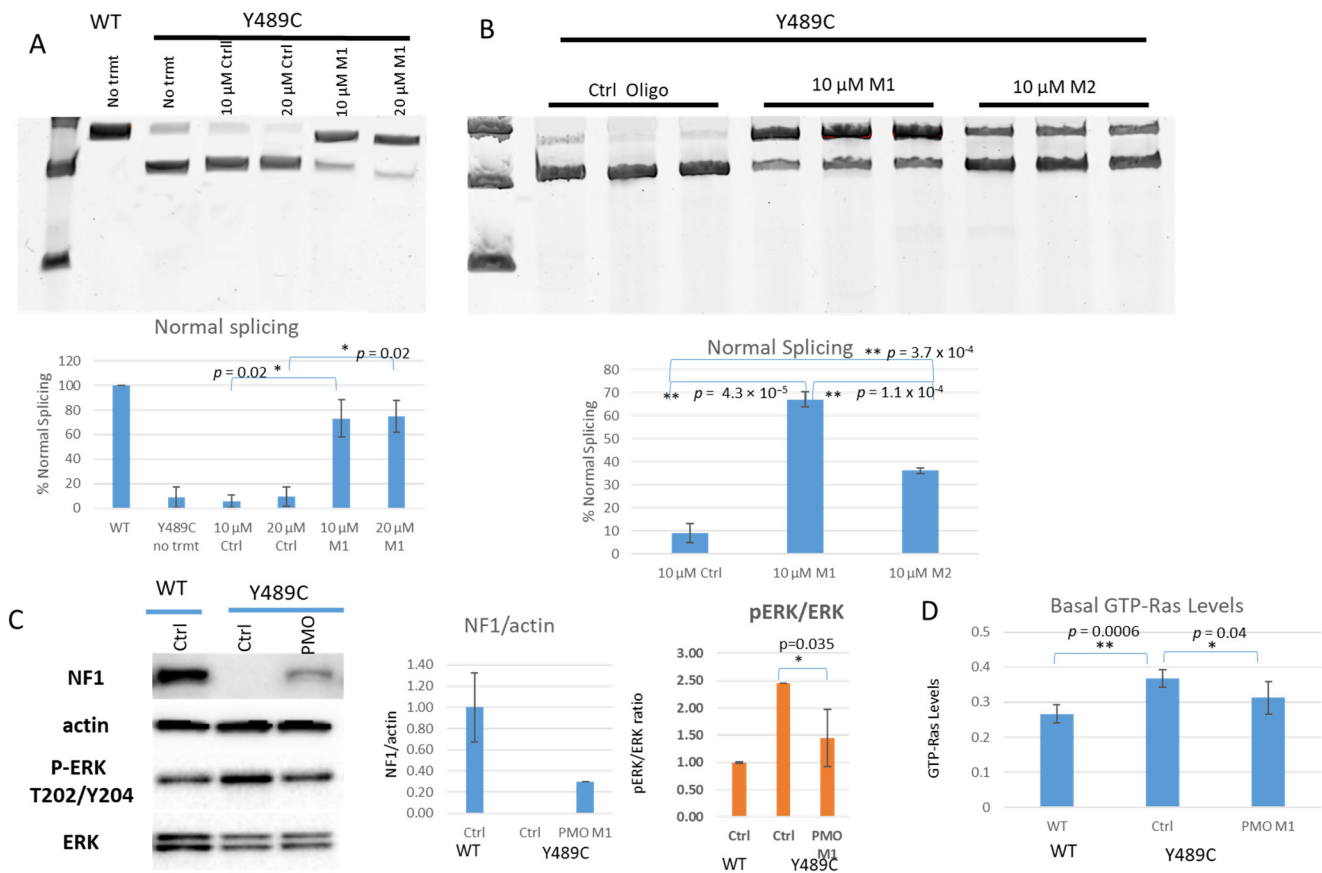 A
WT
Y489C
No trmt
No trmt
10 µM Ctrll
20 µM Ctrl
10 µM M1
20 µM M1
Normal splicing
* p = 0.02
p = 0.02 *
% Normal Splicing
120
100
80
60
40
20
0
WT
Y489C no trmt
10 µM Ctrl
20 µM Ctrl
10 µM M1
20 µM M1
B
Y489C
Ctrl Oligo
10 µM M1
10 µM M2
Normal Splicing
** p = 3.7 x 10⁻⁴
** p = 4.3 × 10⁻⁵
** p = 1.1 x 10⁻⁴
% Normal Splicing
80
70
60
50
40
30
20
10
0
10 µM Ctrl
10 µM M1
10 µM M2
C
WT
Y489C
Ctrl
Ctrl
PMO
NF1
actin
P-ERK
T202/Y204
ERK
NF1/actin
NF1/actin
1.40
1.20
1.00
0.80
0.60
0.40
0.20
0.00
Ctrl
Ctrl
PMO M1
WT
Y489C
pERK/ERK
p=0.035
*
pERK/ERK ratio
3.00
2.50
2.00
1.50
1.00
0.50
0.00
Ctrl
Ctrl
PMO
M1
WT
Y489C
D
Basal GTP-Ras Levels
p = 0.0006
**
p = 0.04
*
GTP-Ras Levels
0.5
0.4
0.3
0.2
0.1
0
WT
Ctrl
PMO M1
WT
Y489C